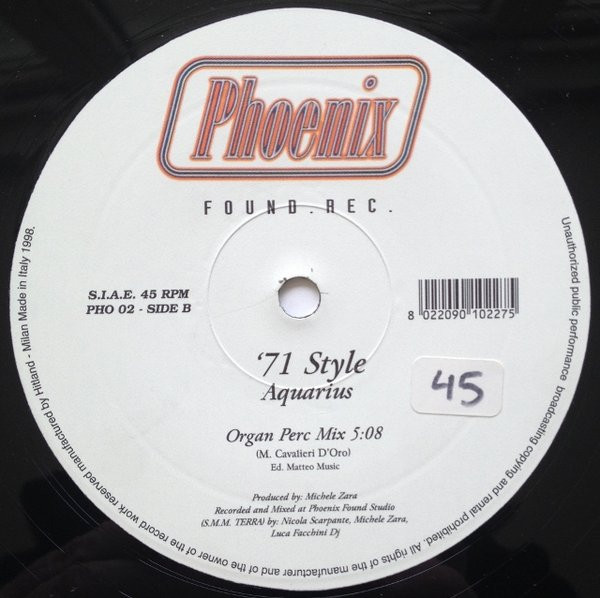 Phoenix
FOUND.REC.
S.I.A.E. 45 RPM
PHO 02 - SIDE B
8 022090 102275
'71 Style
Aquarius
45
Organ Perc Mix 5:08
(M. Cavalieri D'Oro)
Ed. Matteo Music
Produced by: Michele Zara
Recorded and Mixed at Phoenix Found Studio
(S.M.M. TERRA) by: Nicola Scarpante, Michele Zara,
Luca Facchini Dj
Unauthorized public performance broadcasting copying and rental prohibited. All rights of the manufacturer and of the owner of the record work reserved manufactured by Hitland - Milan Made in Italy 1998.